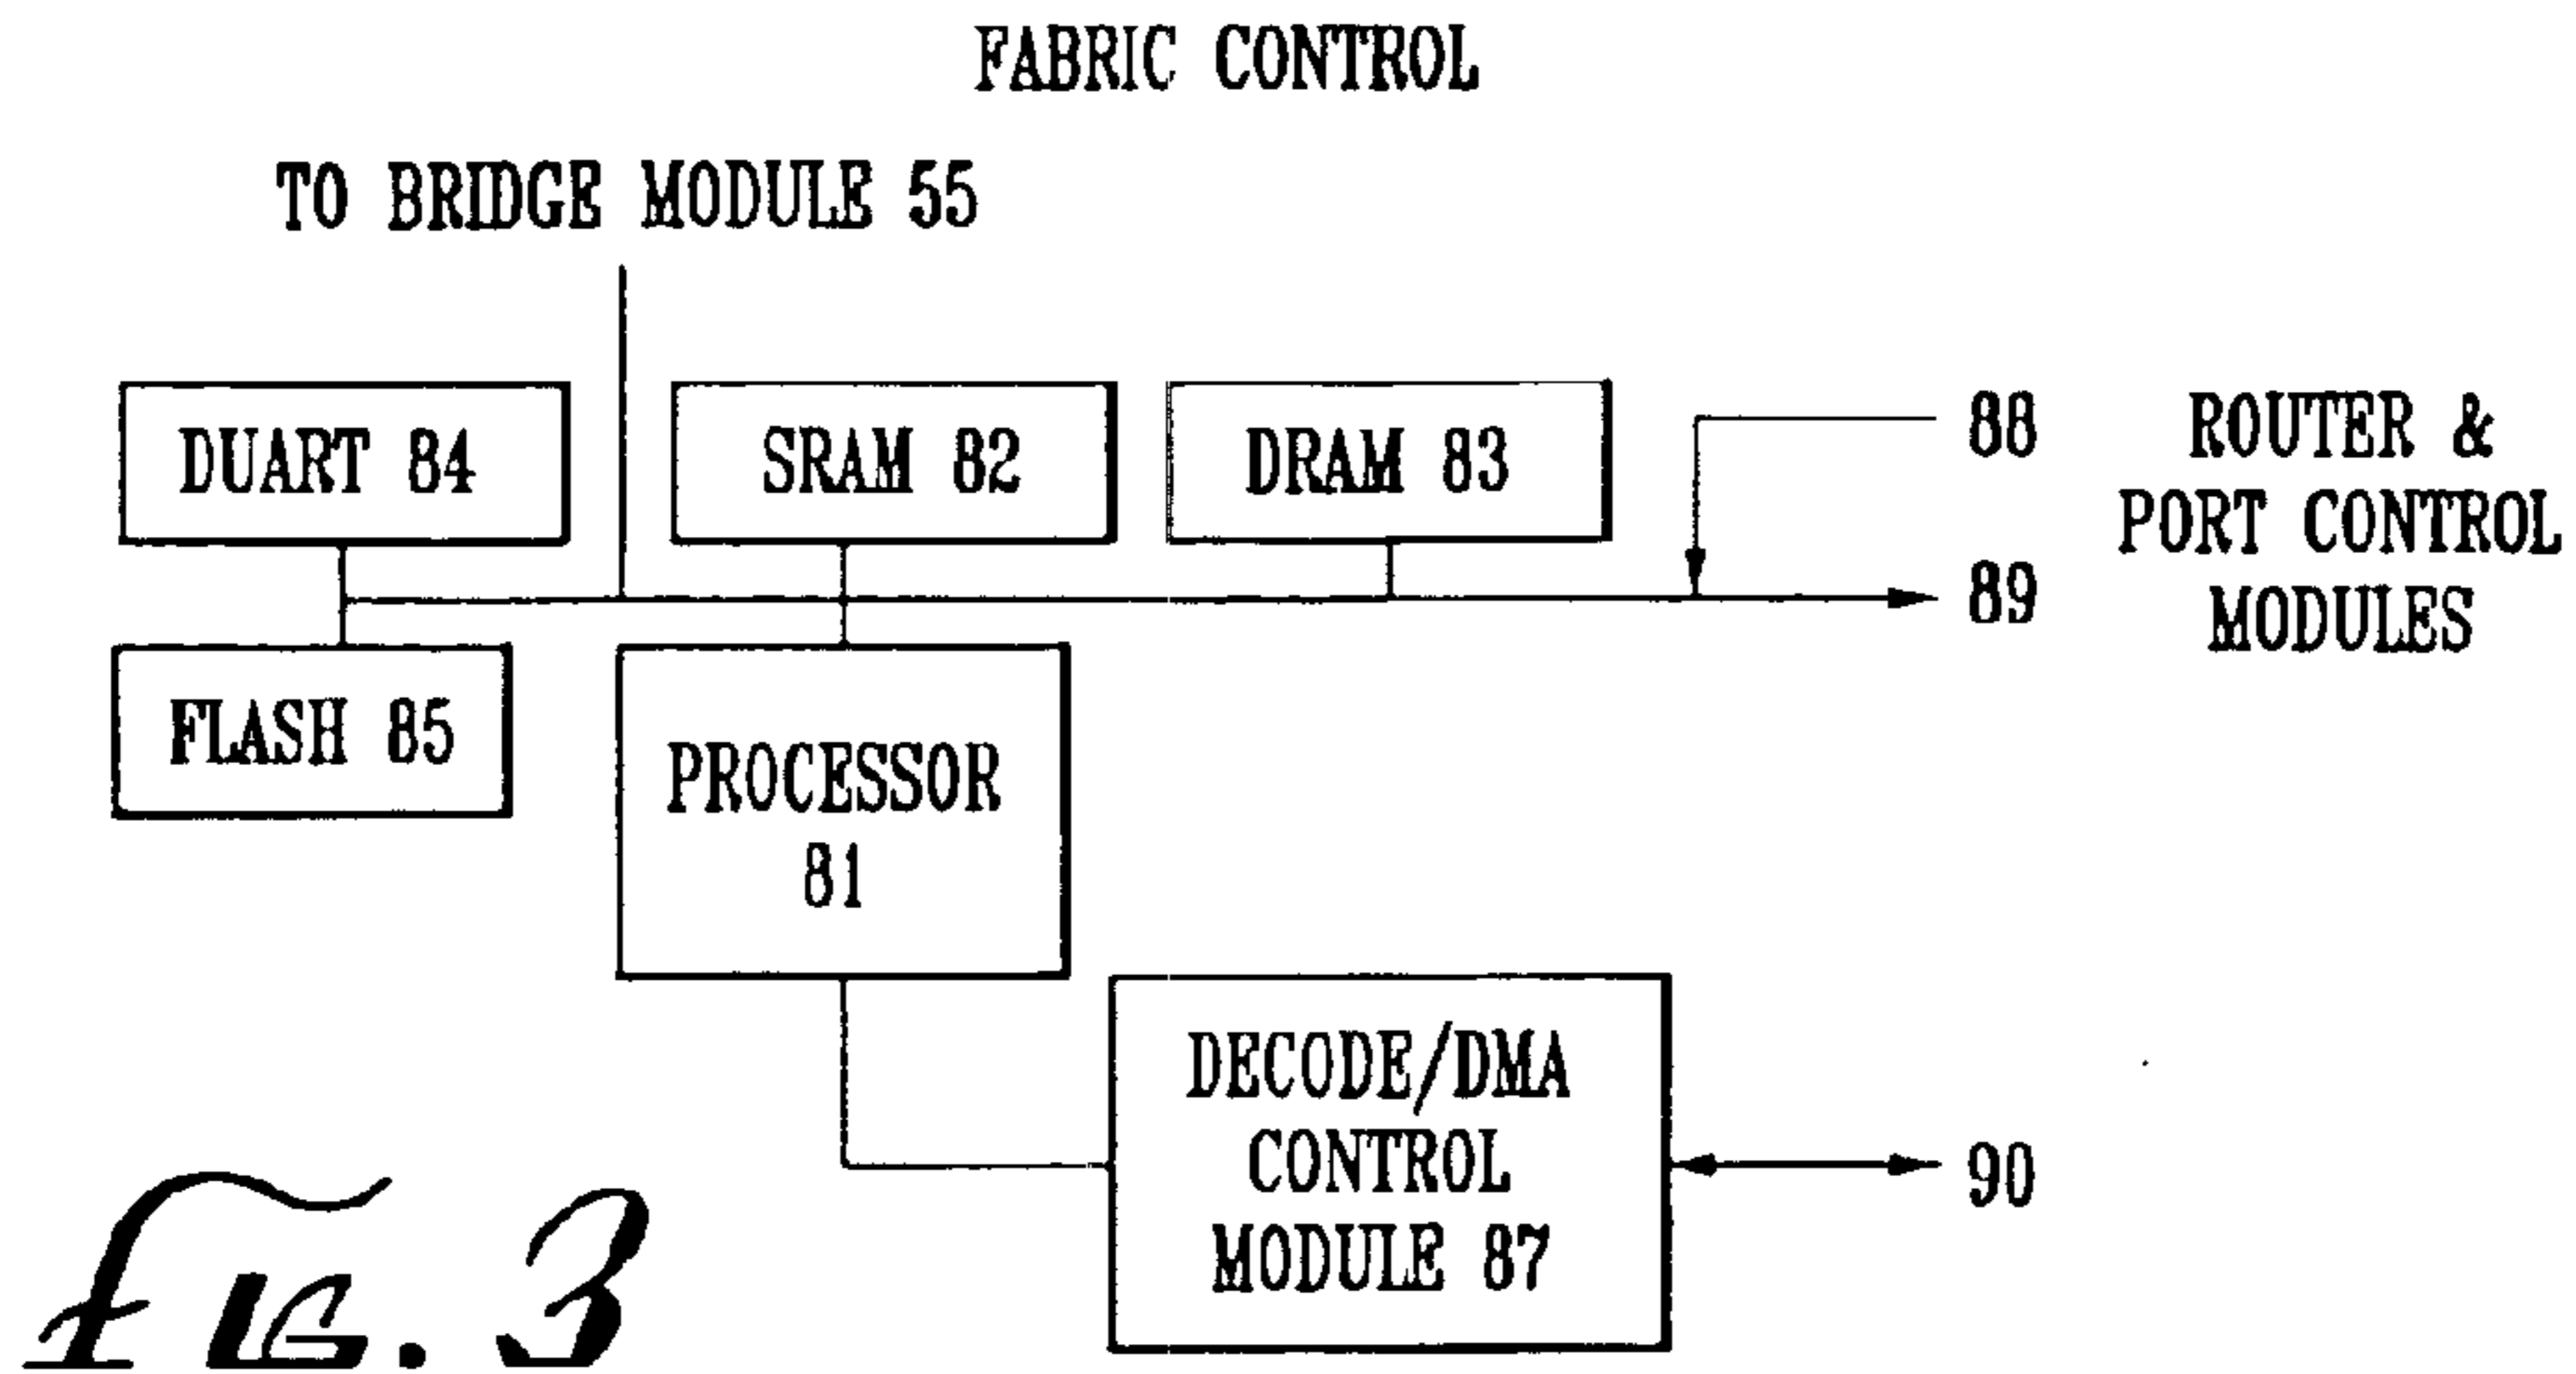 FABRIC CONTROL
TO BRIDGE MODULE 55
DUART 84
SRAM 82
DRAM 83
88
89
ROUTER &
PORT CONTROL
MODULES
FLASH 85
PROCESSOR
81
DECODE/DMA
CONTROL
MODULE 87
90
FIG. 3